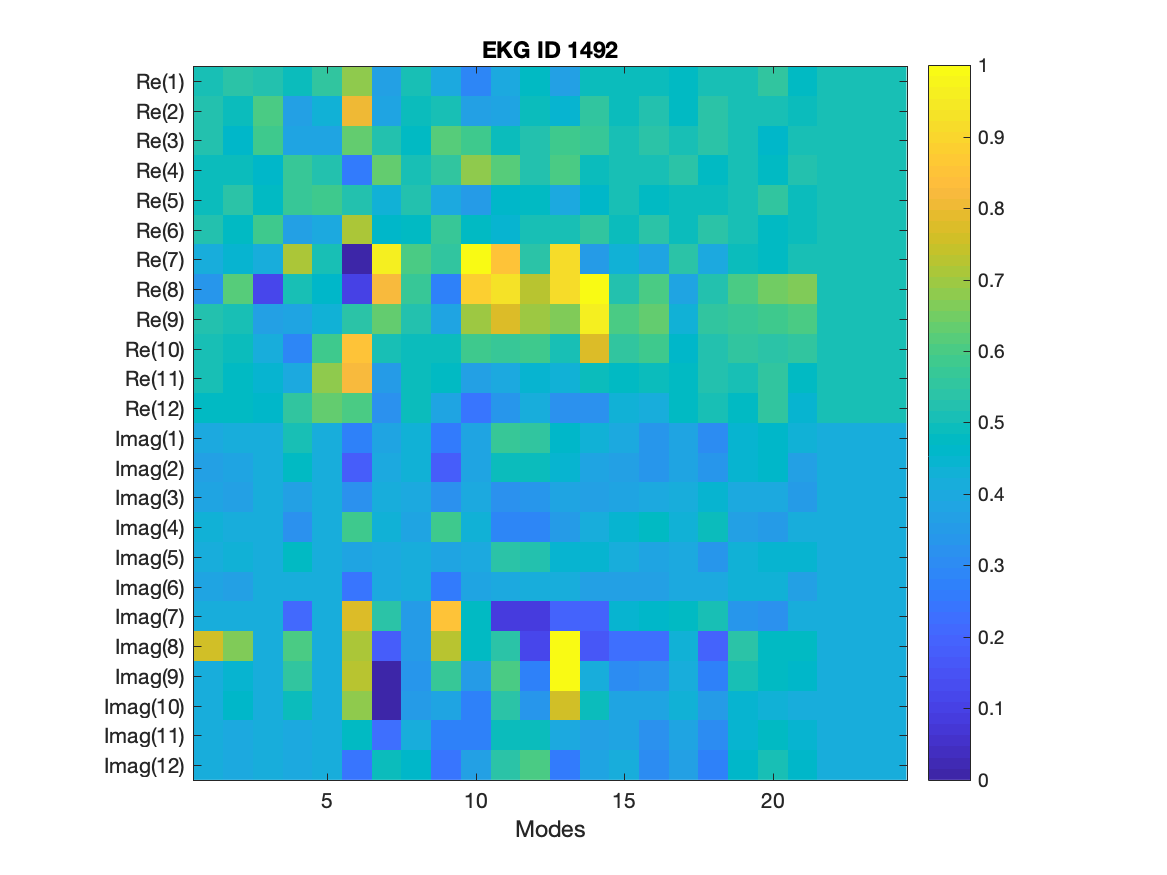 EKG ID 1492
Re(1)
Re(2)
Re(3)
Re(4)
Re(5)
Re(6)
Re(7)
Re(8)
Re(9)
Re(10)
Re(11)
Re(12)
Imag(1)
Imag(2)
Imag(3)
Imag(4)
Imag(5)
Imag(6)
Imag(7)
Imag(8)
Imag(9)
Imag(10)
Imag(11)
Imag(12)
5 10 15 20
Modes
1
0.9
0.8
0.7
0.6
0.5
0.4
0.3
0.2
0.1
0